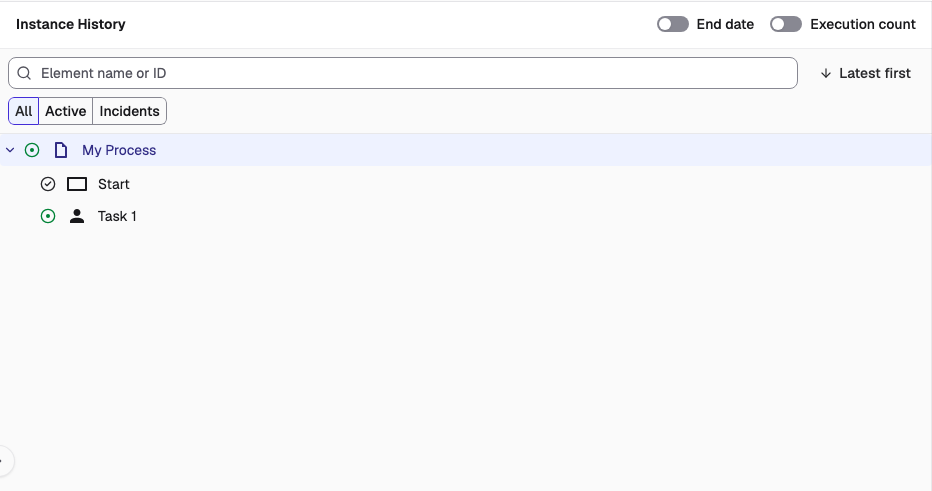 Instance History
End date
Execution count
Element name or ID
Latest first
All
Active
Incidents
My Process
Start
Task 1